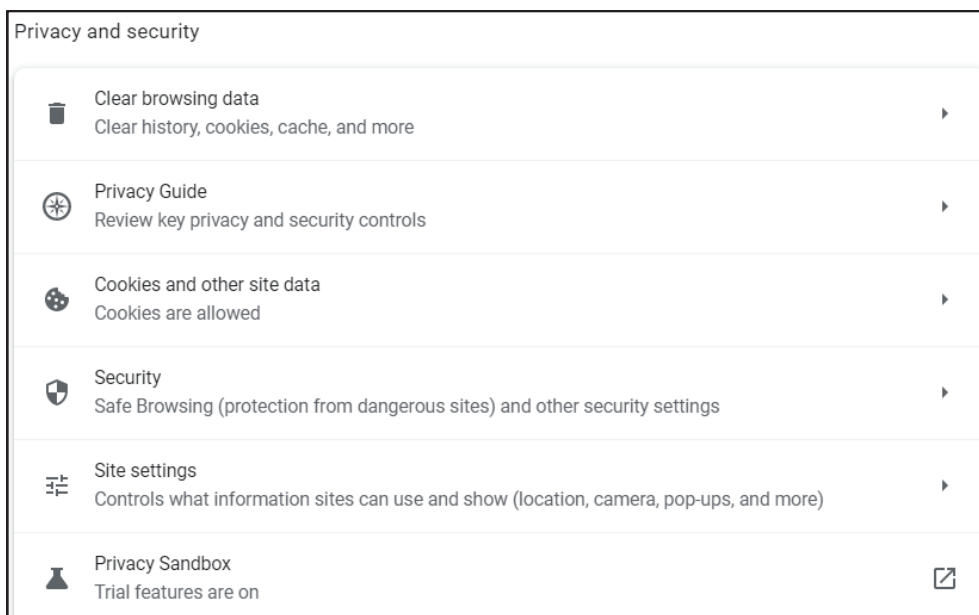 Privacy and security
Clear browsing data
Clear history, cookies, cache, and more
Privacy Guide
Review key privacy and security controls
Cookies and other site data
Cookies are allowed
Security
Safe Browsing (protection from dangerous sites) and other security settings
Site settings
Controls what information sites can use and show (location, camera, pop-ups, and more)
Privacy Sandbox
Trial features are on